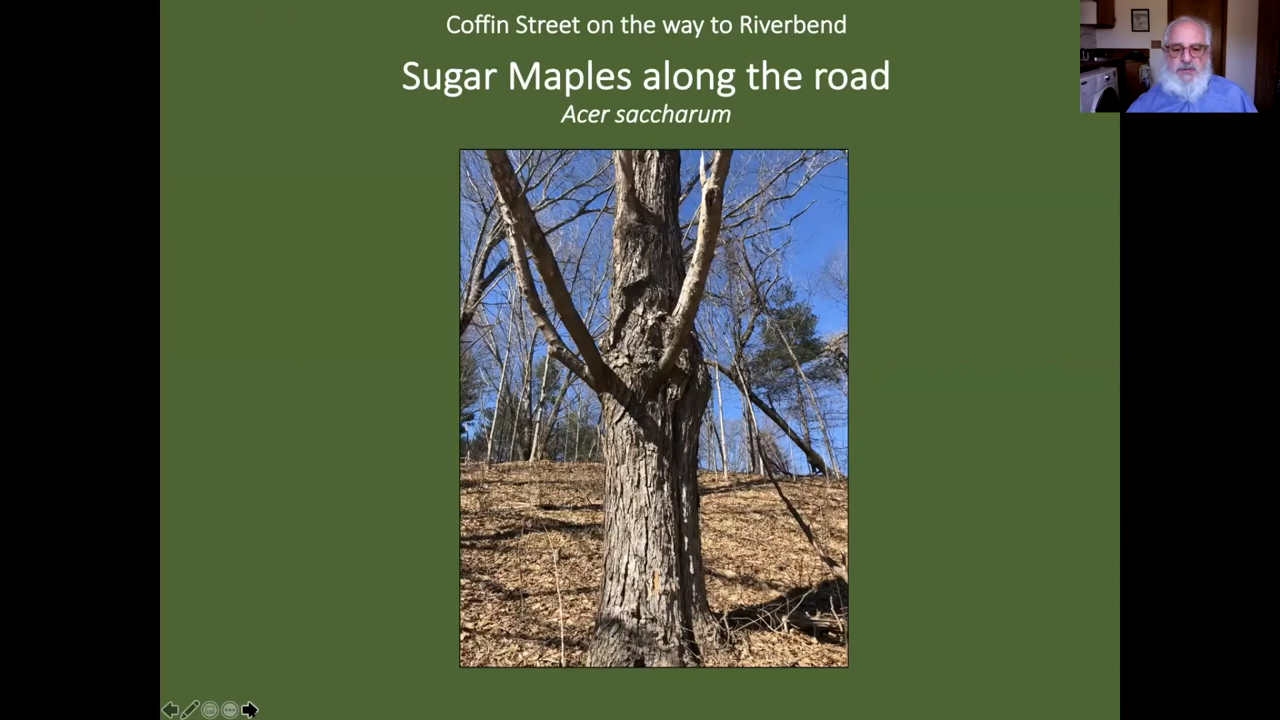 Coffin Street on the way to Riverbend
Sugar Maples along the road
Acer saccharum